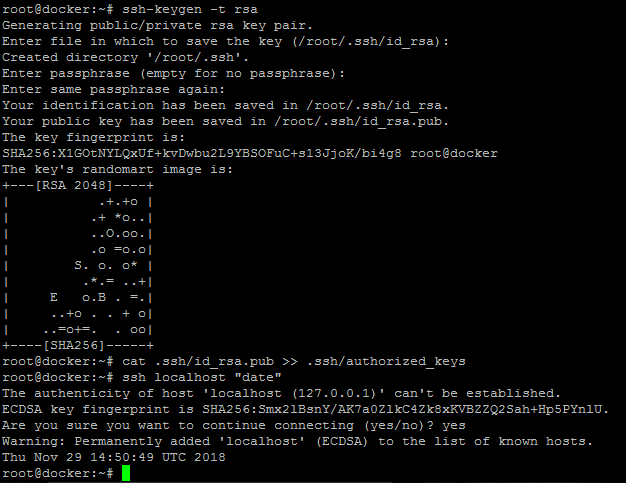 root@docker:~# ssh-keygen -t rsa
Generating public/private rsa key pair.
Enter file in which to save the key (/root/.ssh/id_rsa):
Created directory '/root/.ssh'.
Enter passphrase (empty for no passphrase):
Enter same passphrase again:
Your identification has been saved in /root/.ssh/id_rsa.
Your public key has been saved in /root/.ssh/id_rsa.pub.
The key fingerprint is:
SHA256:X1GOtNYLQxUf+kvDwbu2L9YBSOFuC+s13JjoK/bi4g8 root@docker
The key's randomart image is:
+---[RSA 2048]----+
|            .+.+o |
|           .+ *o..|
|            ..O.oo.|
|           .o =o.o|
|         S. o. o* |
|          .*.= ..+|
|      E   o.B . =.|
|      ..+o . . + o|
|     ..=o+=.  . oo|
+----[SHA256]-----+
root@docker:~# cat .ssh/id_rsa.pub >> .ssh/authorized_keys
root@docker:~# ssh localhost "date"
The authenticity of host 'localhost (127.0.0.1)' can't be established.
ECDSA key fingerprint is SHA256:Smx2lBsnY/AK7a0ZlkC4Zk8xKVBZZQ2Sah+Hp5PYnlU.
Are you sure you want to continue connecting (yes/no)? yes
Warning: Permanently added 'localhost' (ECDSA) to the list of known hosts.
Thu Nov 29 14:50:49 UTC 2018
root@docker:~#